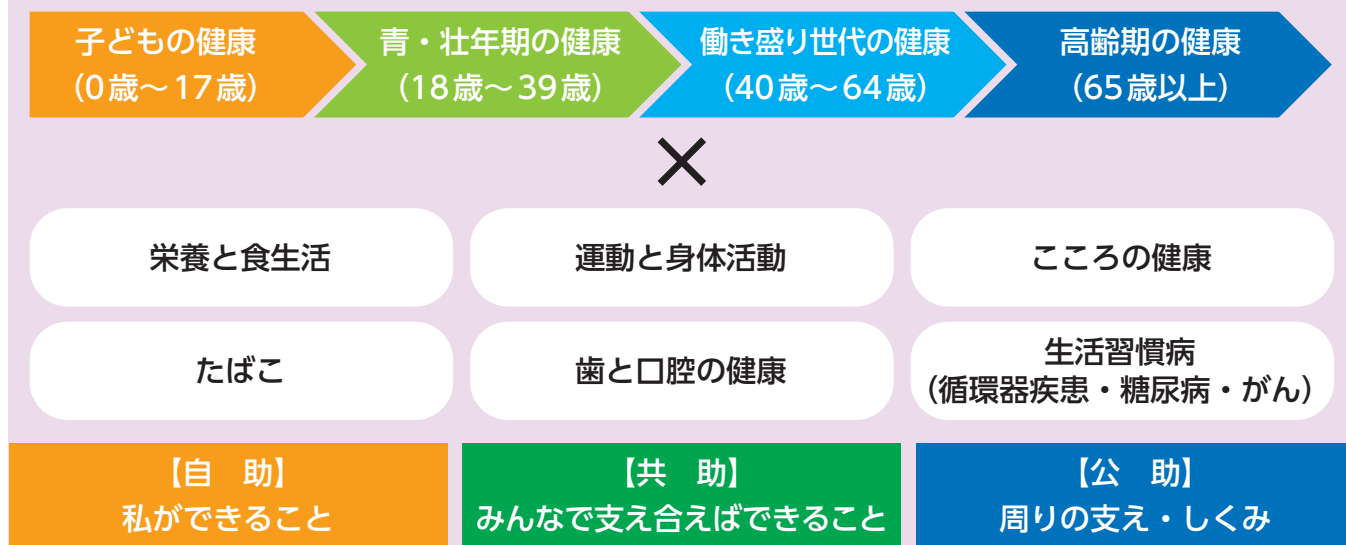 子どもの健康
(0歳～17歳)
青・壮年期の健康
(18歳～39歳)
働き盛り世代の健康
(40歳～64歳)
高齢期の健康
(65歳以上)
×
栄養と食生活
運動と身体活動
こころの健康
たばこ
歯と口腔の健康
生活習慣病
(循環器疾患・糖尿病・がん)
【自　助】
私ができること
【共　助】
みんなで支え合えばできること
【公　助】
周りの支え・しくみ